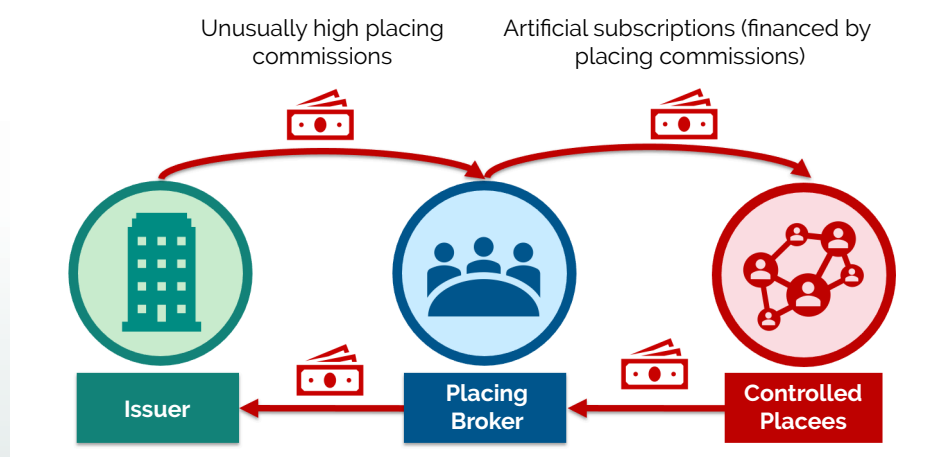 Unusually high placing
commissions
Artificial subscriptions (financed by
placing commissions)
Issuer
Placing
Broker
Controlled
Placees